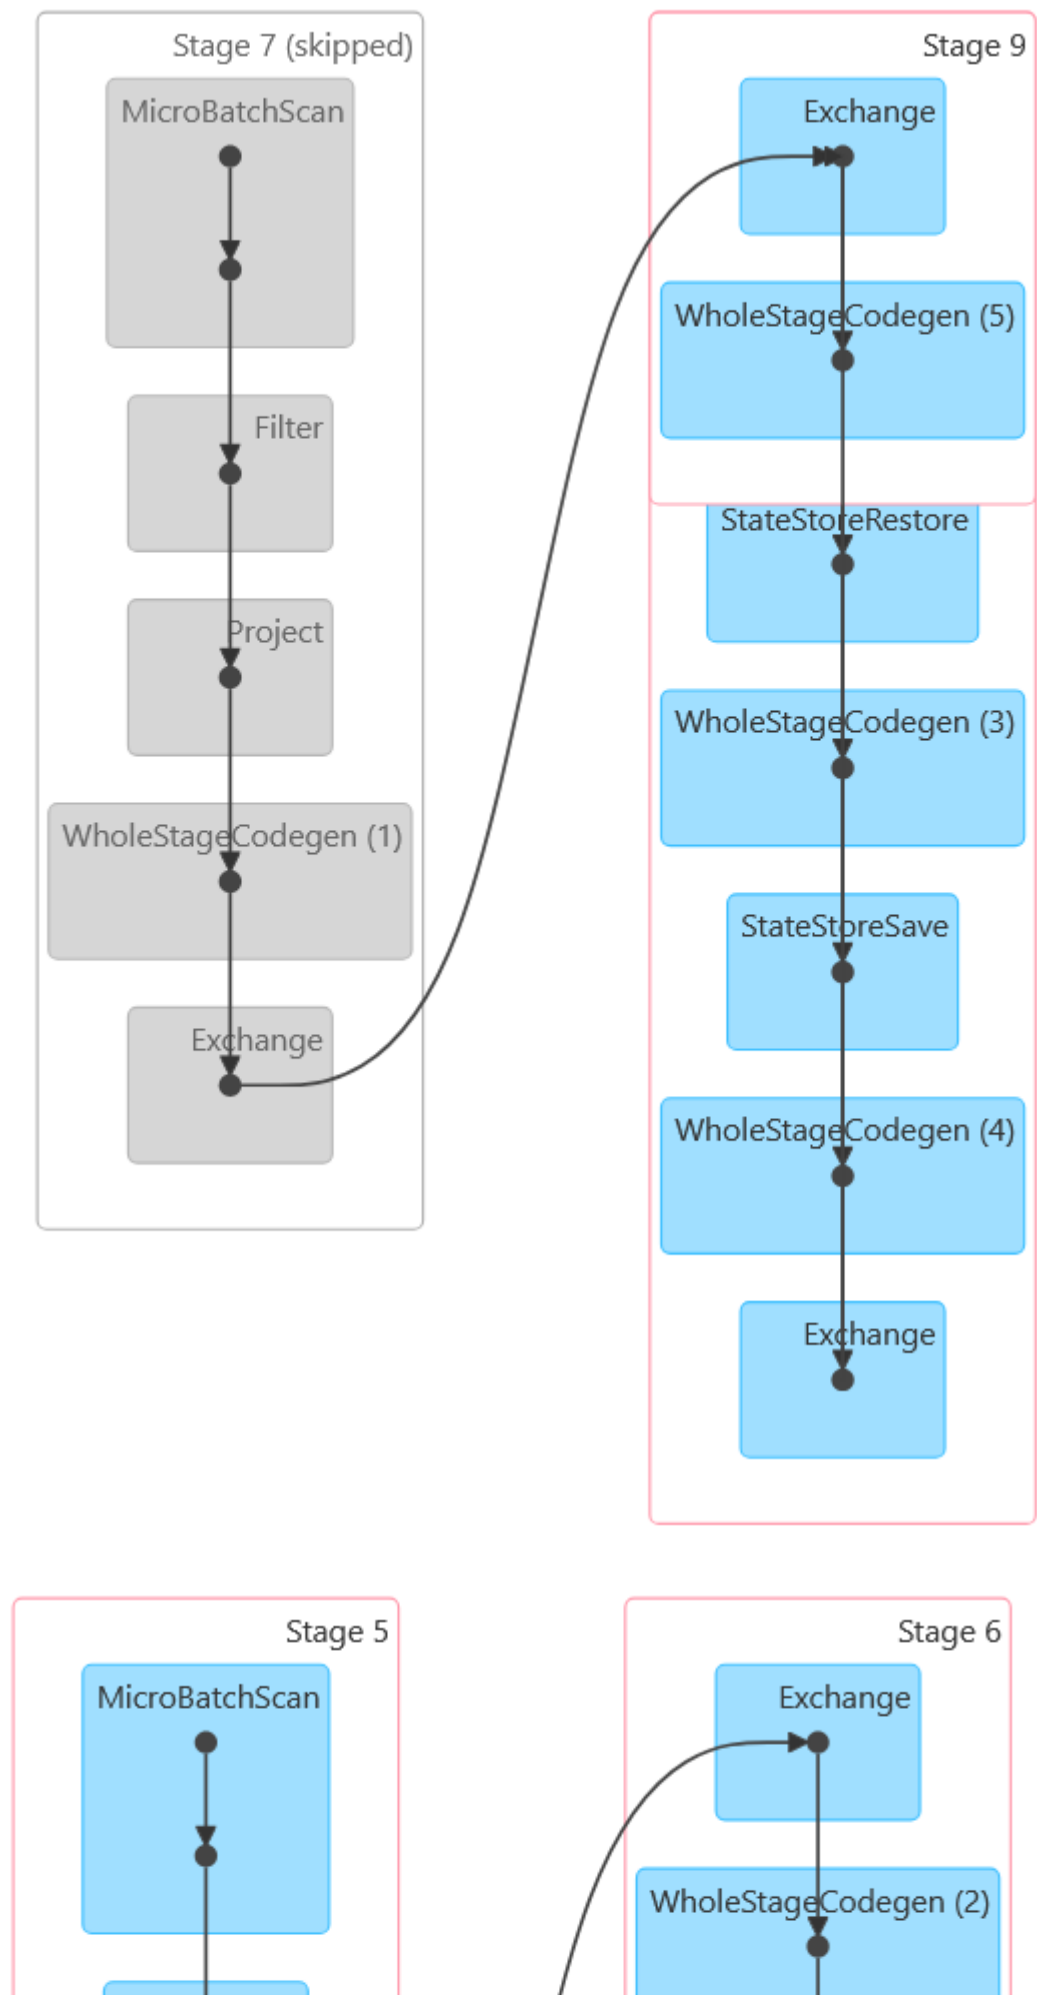 Stage 7 (skipped)
MicroBatchScan
Filter
Project
WholeStageCodegen (1)
Exchange
Stage 9
Exchange
WholeStageCodegen (5)
StateStoreRestore
WholeStageCodegen (3)
StateStoreSave
WholeStageCodegen (4)
Exchange
Stage 5
MicroBatchScan
Stage 6
Exchange
WholeStageCodegen (2)